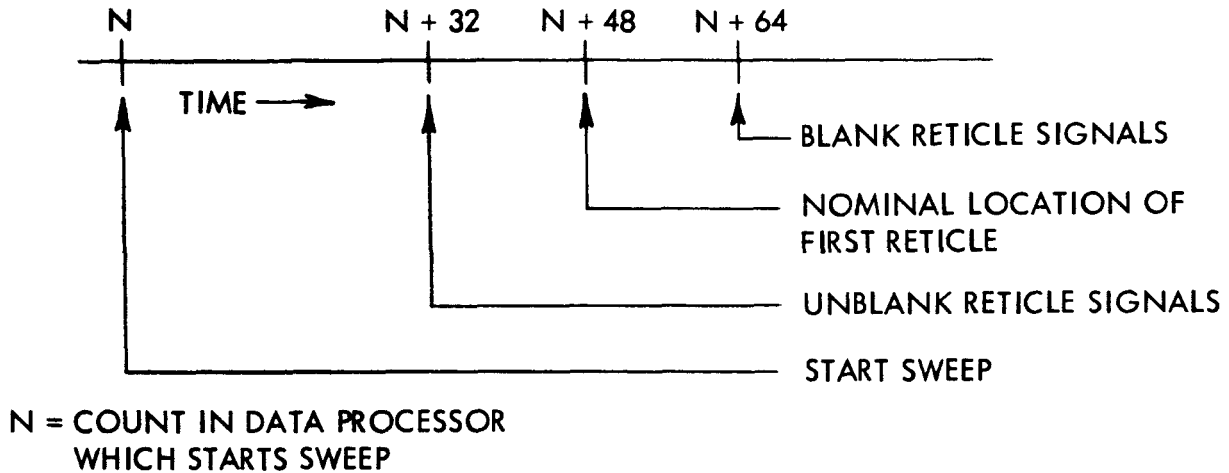 N
N + 32
N + 48
N + 64
TIME
BLANK RETICLE SIGNALS
NOMINAL LOCATION OF
FIRST RETICLE
UNBLANK RETICLE SIGNALS
START SWEEP
N = COUNT IN DATA PROCESSOR
WHICH STARTS SWEEP